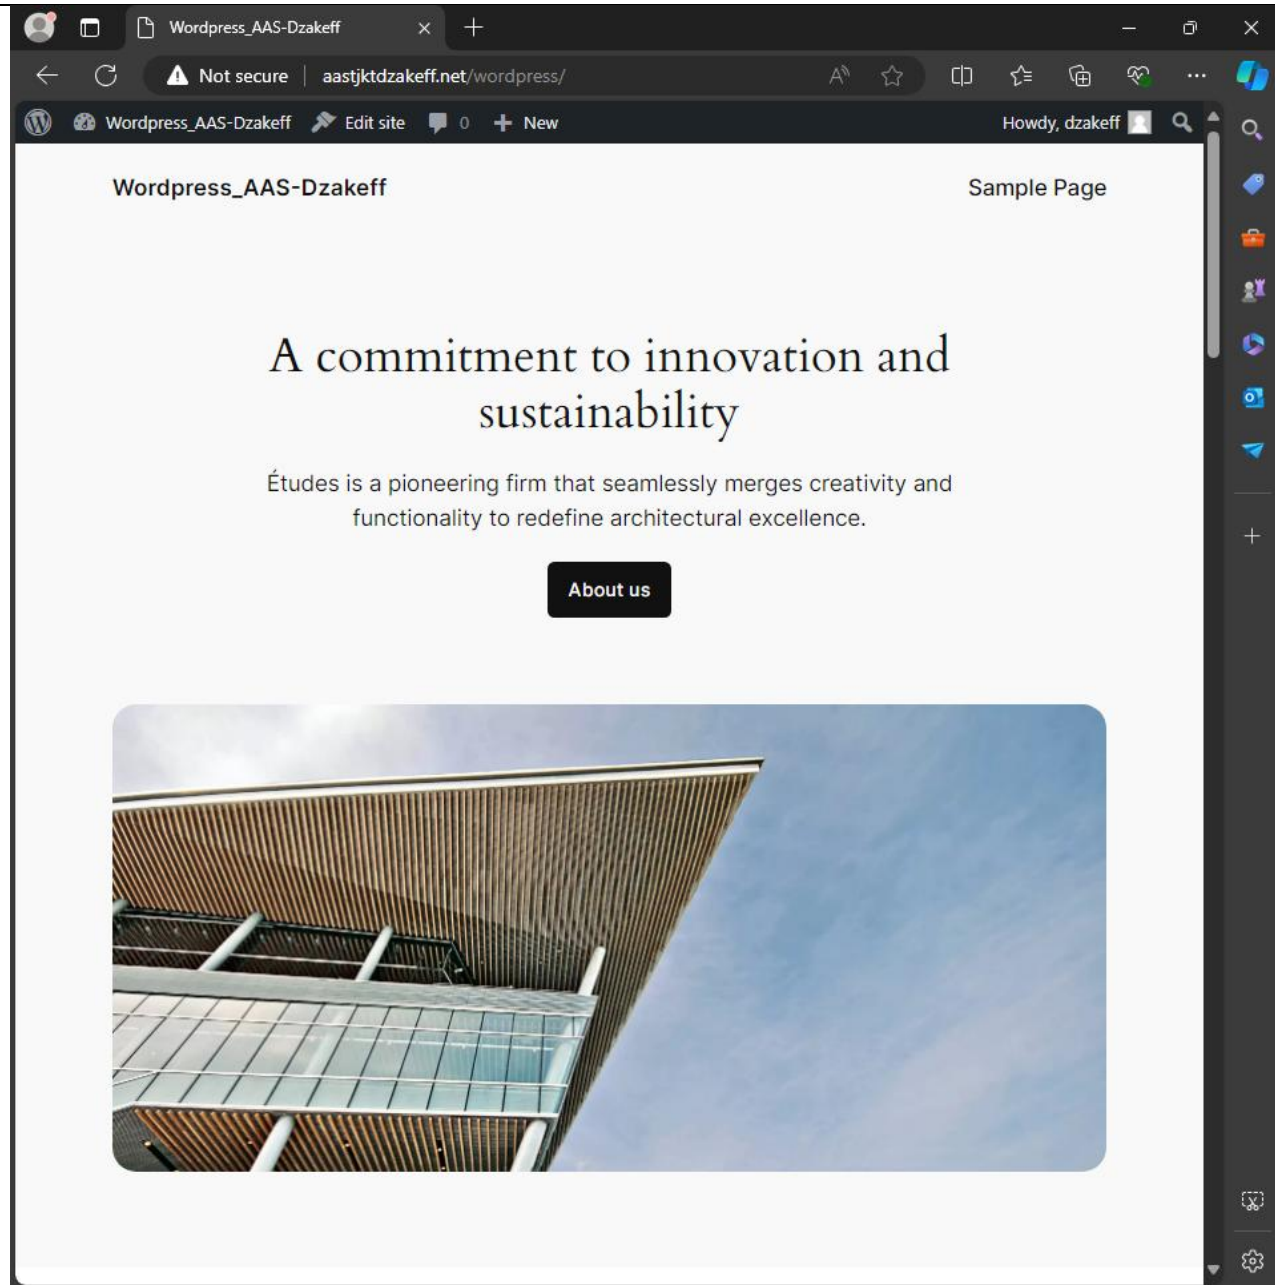 Wordpress_AAS-Dzakeff
Not secure | aastjktdzakeff.net/wordpress/
Wordpress_AAS-Dzakeff Edit site 0 New Howdy, dzakeff
Wordpress_AAS-Dzakeff Sample Page
A commitment to innovation and
sustainability
Études is a pioneering firm that seamlessly merges creativity and
functionality to redefine architectural excellence.
About us